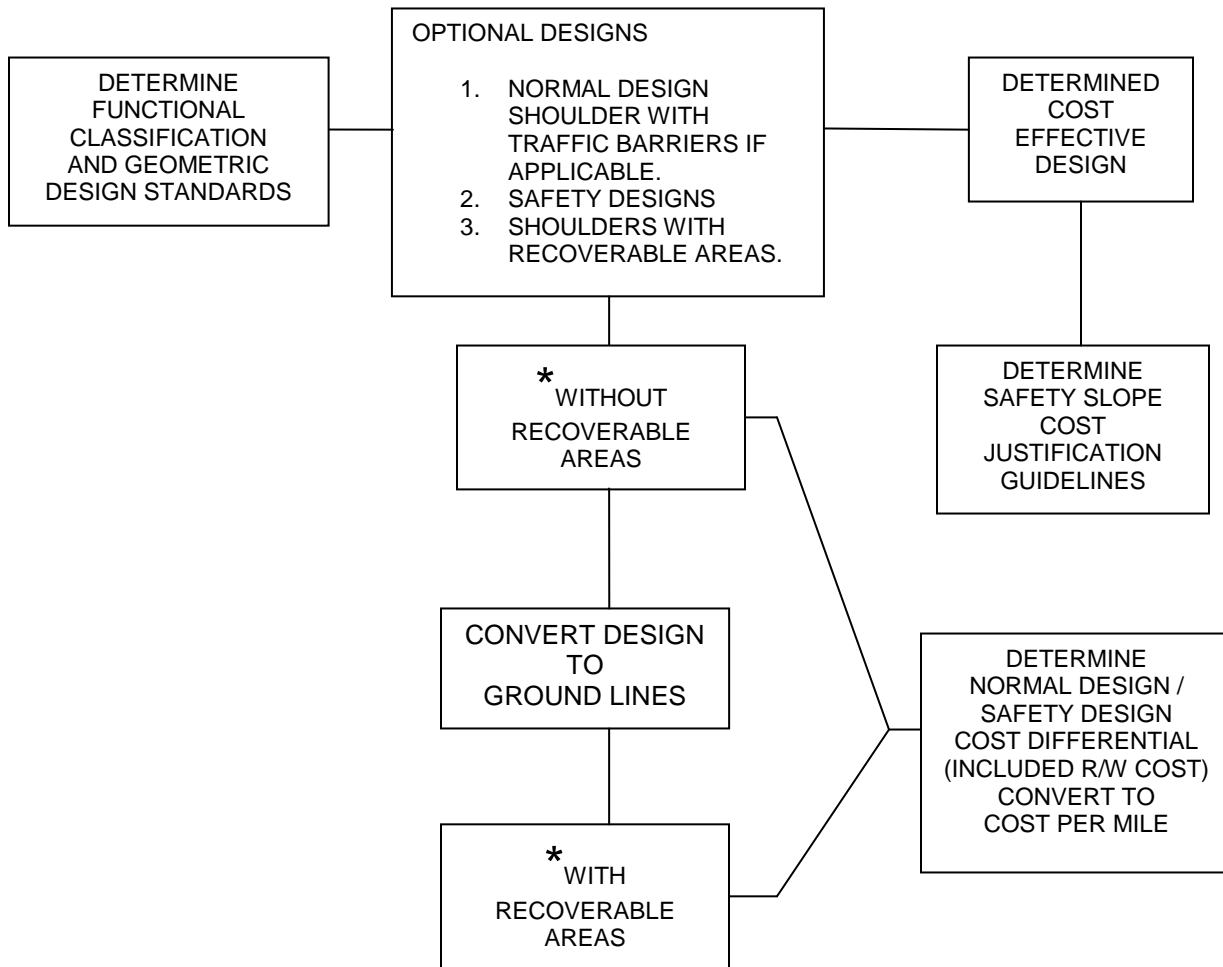 DETERMINE
FUNCTIONAL
CLASSIFICATION
AND GEOMETRIC
DESIGN STANDARDS
OPTIONAL DESIGNS
1. NORMAL DESIGN
SHOULDER WITH
TRAFFIC BARRIERS IF
APPLICABLE.
2. SAFETY DESIGNS
3. SHOULDERS WITH
RECOVERABLE AREAS.
DETERMINED
COST
EFFECTIVE
DESIGN
*WITHOUT
RECOVERABLE
AREAS
DETERMINE
SAFETY SLOPE
COST
JUSTIFICATION
GUIDELINES
CONVERT DESIGN
TO
GROUND LINES
DETERMINE
NORMAL DESIGN /
SAFETY DESIGN
COST DIFFERENTIAL
(INCLUDED R/W COST)
CONVERT TO
COST PER MILE
*WITH
RECOVERABLE
AREAS